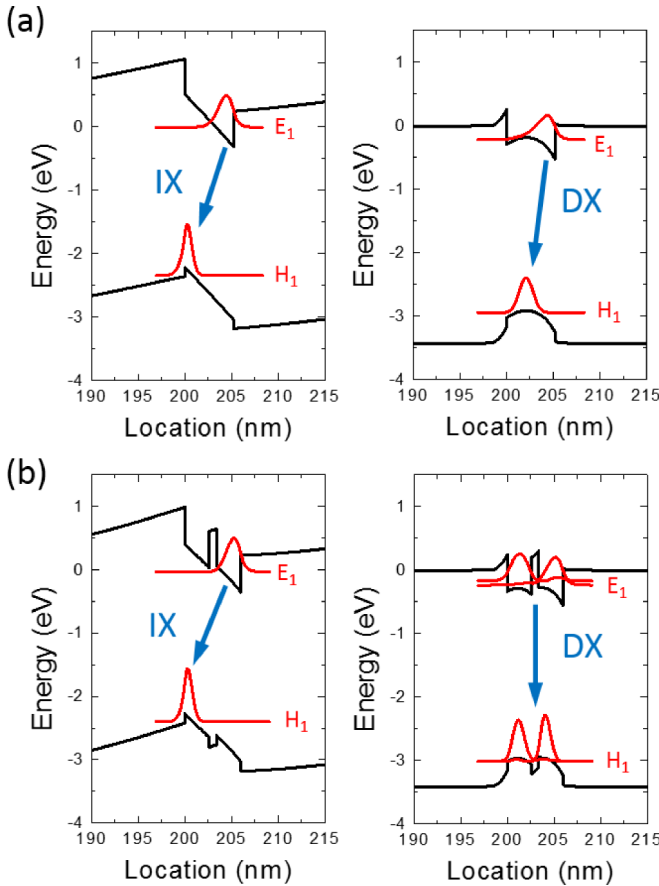 (a)
1
0
-1
-2
-3
-4
Energy (eV)
E1
IX
H1
190 195 200 205 210 215
Location (nm)
1
0
-1
-2
-3
-4
Energy (eV)
E1
DX
H1
190 195 200 205 210 215
Location (nm)
(b)
1
0
-1
-2
-3
-4
Energy (eV)
E1
IX
H1
190 195 200 205 210 215
Location (nm)
1
0
-1
-2
-3
-4
Energy (eV)
E1
DX
H1
190 195 200 205 210 215
Location (nm)